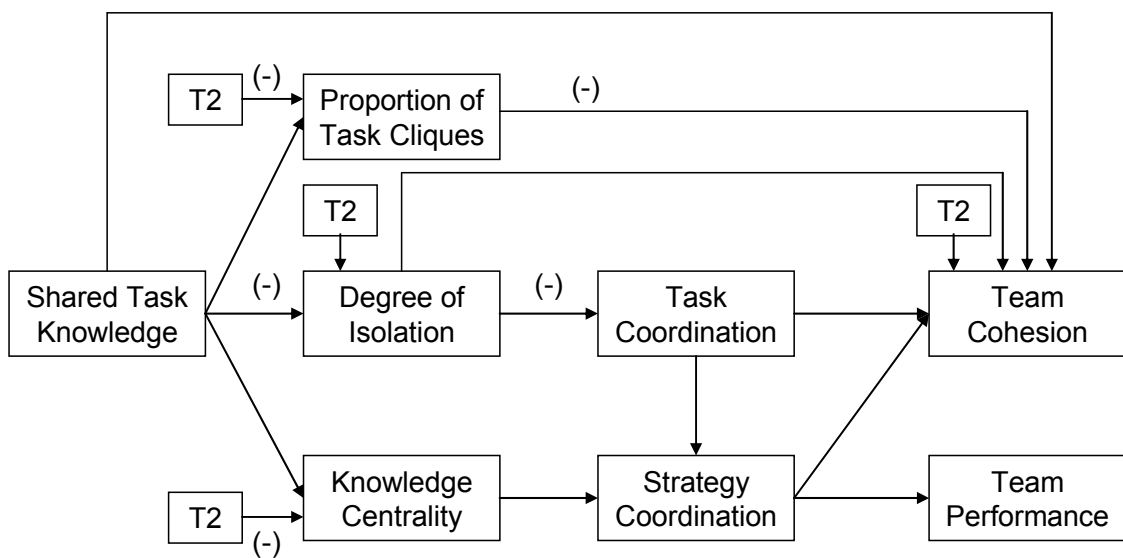 T2
(-)
Proportion of
Task Cliques
(-)
T2
T2
Shared Task
Knowledge
(-)
Degree of
Isolation
(-)
Task
Coordination
Team
Cohesion
T2
(-)
Knowledge
Centrality
Strategy
Coordination
Team
Performance